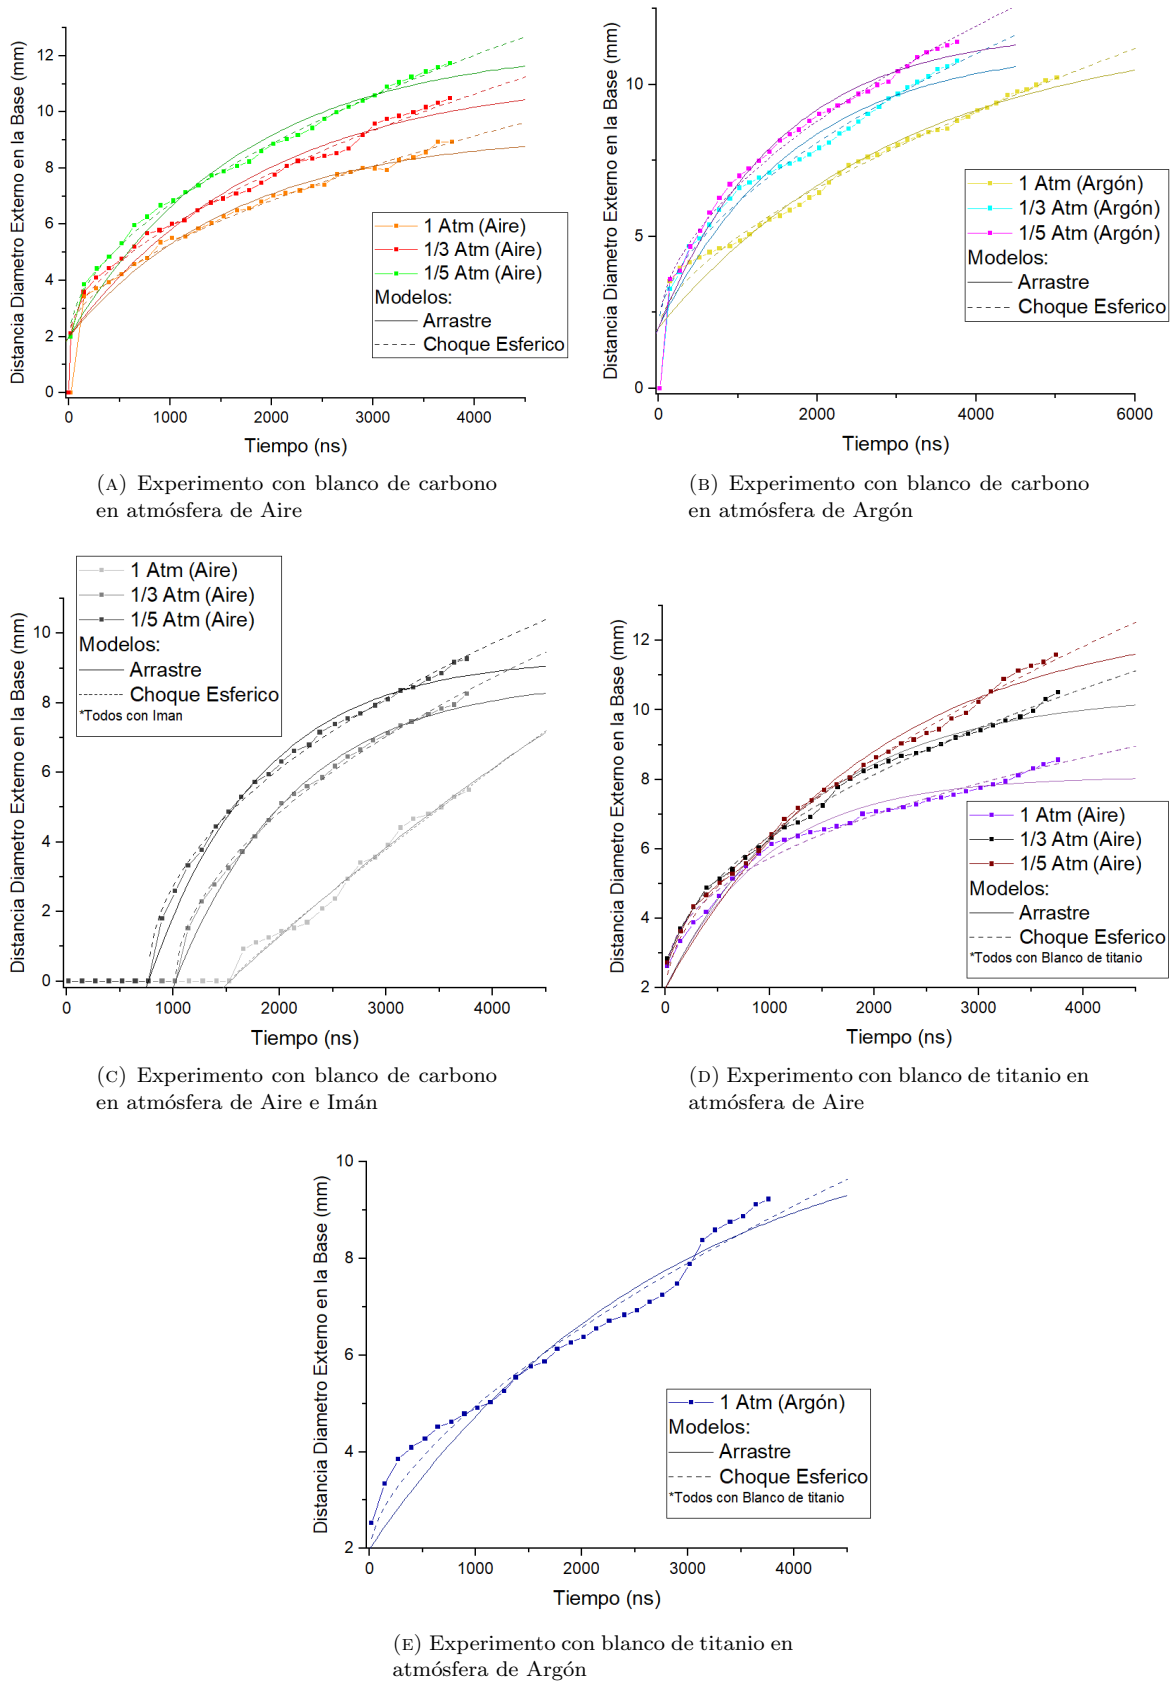 Distancia Diametro Externo en la Base (mm)
12
10
8
6
4
2
0
1 Atm (Aire)
1/3 Atm (Aire)
1/5 Atm (Aire)
Modelos:
Arrastre
Choque Esferico
0 1000 2000 3000 4000
Tiempo (ns)
(A) Experimento con blanco de carbono
en atmósfera de Aire
Distancia Diametro Externo en la Base (mm)
10
5
0
1 Atm (Argón)
1/3 Atm (Argón)
1/5 Atm (Argón)
Modelos:
Arrastre
Choque Esferico
0 2000 4000 6000
Tiempo (ns)
(B) Experimento con blanco de carbono
en atmósfera de Argón
1 Atm (Aire)
1/3 Atm (Aire)
1/5 Atm (Aire)
Modelos:
Arrastre
Choque Esferico
*Todos con Iman
Distancia Diametro Externo en la Base (mm)
10
8
6
4
2
0
0 1000 2000 3000 4000
Tiempo (ns)
(C) Experimento con blanco de carbono
en atmósfera de Aire e Imán
Distancia Diametro Externo en la Base (mm)
12
10
8
6
4
2
1 Atm (Aire)
1/3 Atm (Aire)
1/5 Atm (Aire)
Modelos:
Arrastre
Choque Esferico
*Todos con Blanco de titanio
0 1000 2000 3000 4000
Tiempo (ns)
(D) Experimento con blanco de titanio en
atmósfera de Aire
Distancia Diametro Externo en la Base (mm)
10
8
6
4
2
1 Atm (Argón)
Modelos:
Arrastre
Choque Esferico
*Todos con Blanco de titanio
0 1000 2000 3000 4000
Tiempo (ns)
(E) Experimento con blanco de titanio en
atmósfera de Argón